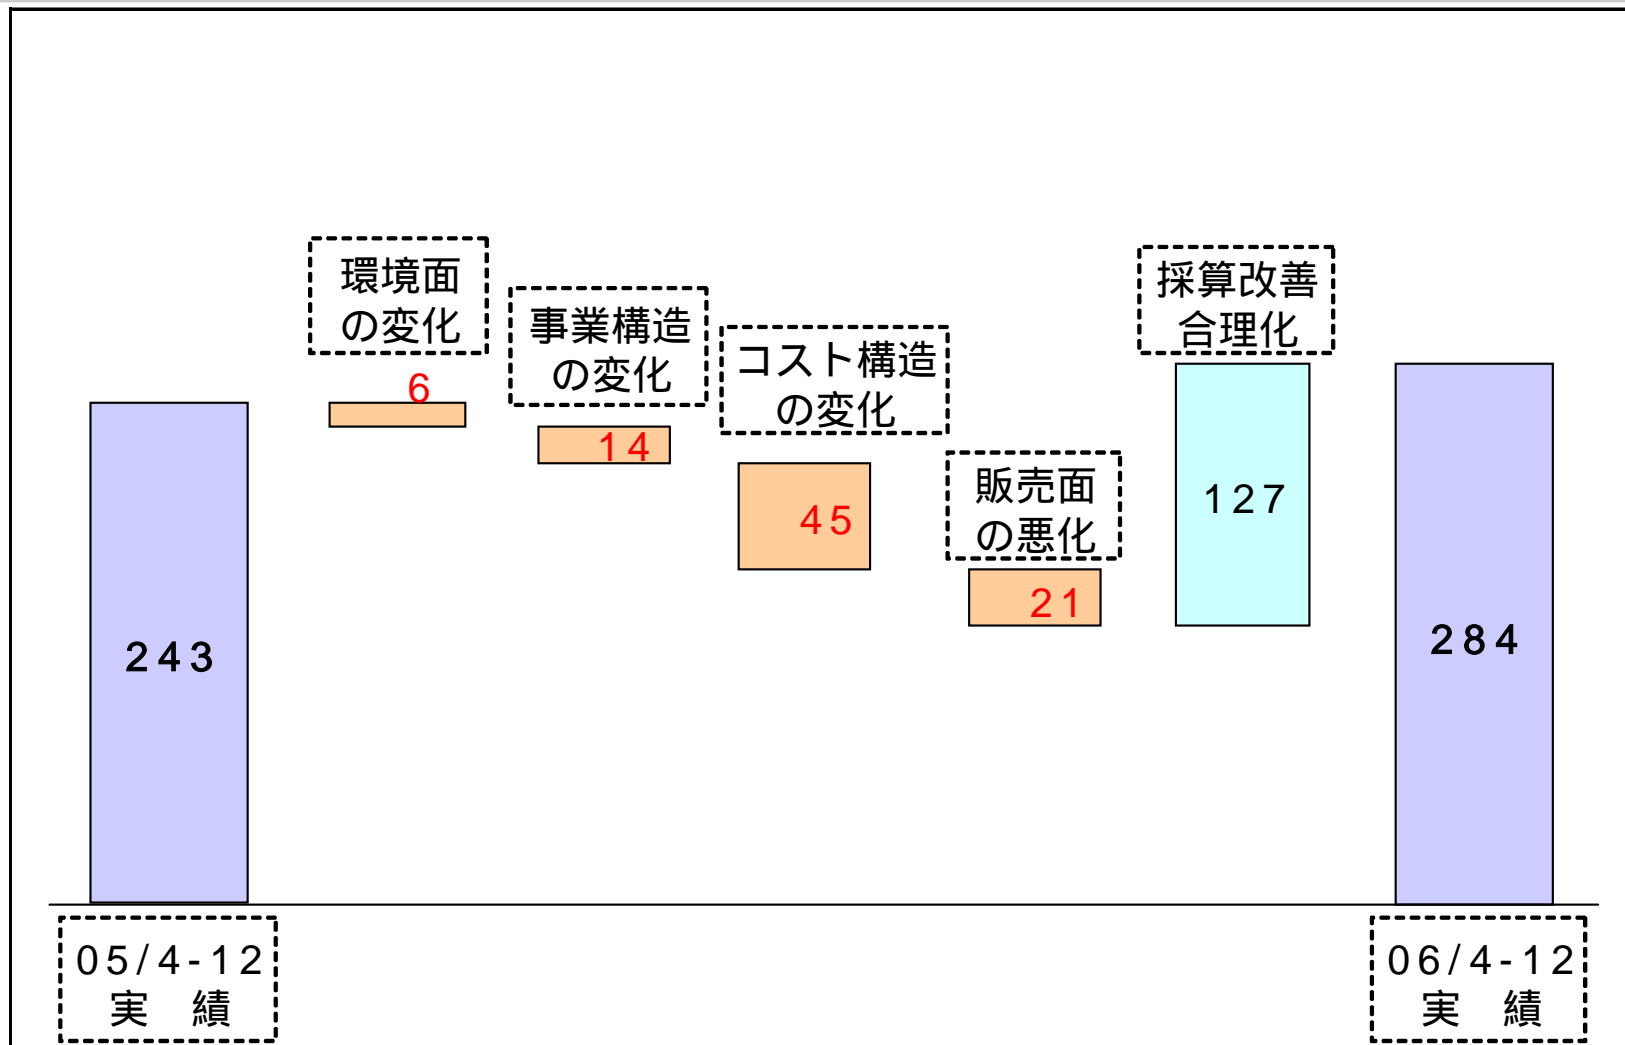 環境面
の変化
6
事業構造
の変化
14
コスト構造
の変化
45
販売面
の悪化
21
採算改善
合理化
127
243
284
05/4-12
実 績
06/4-12
実 績